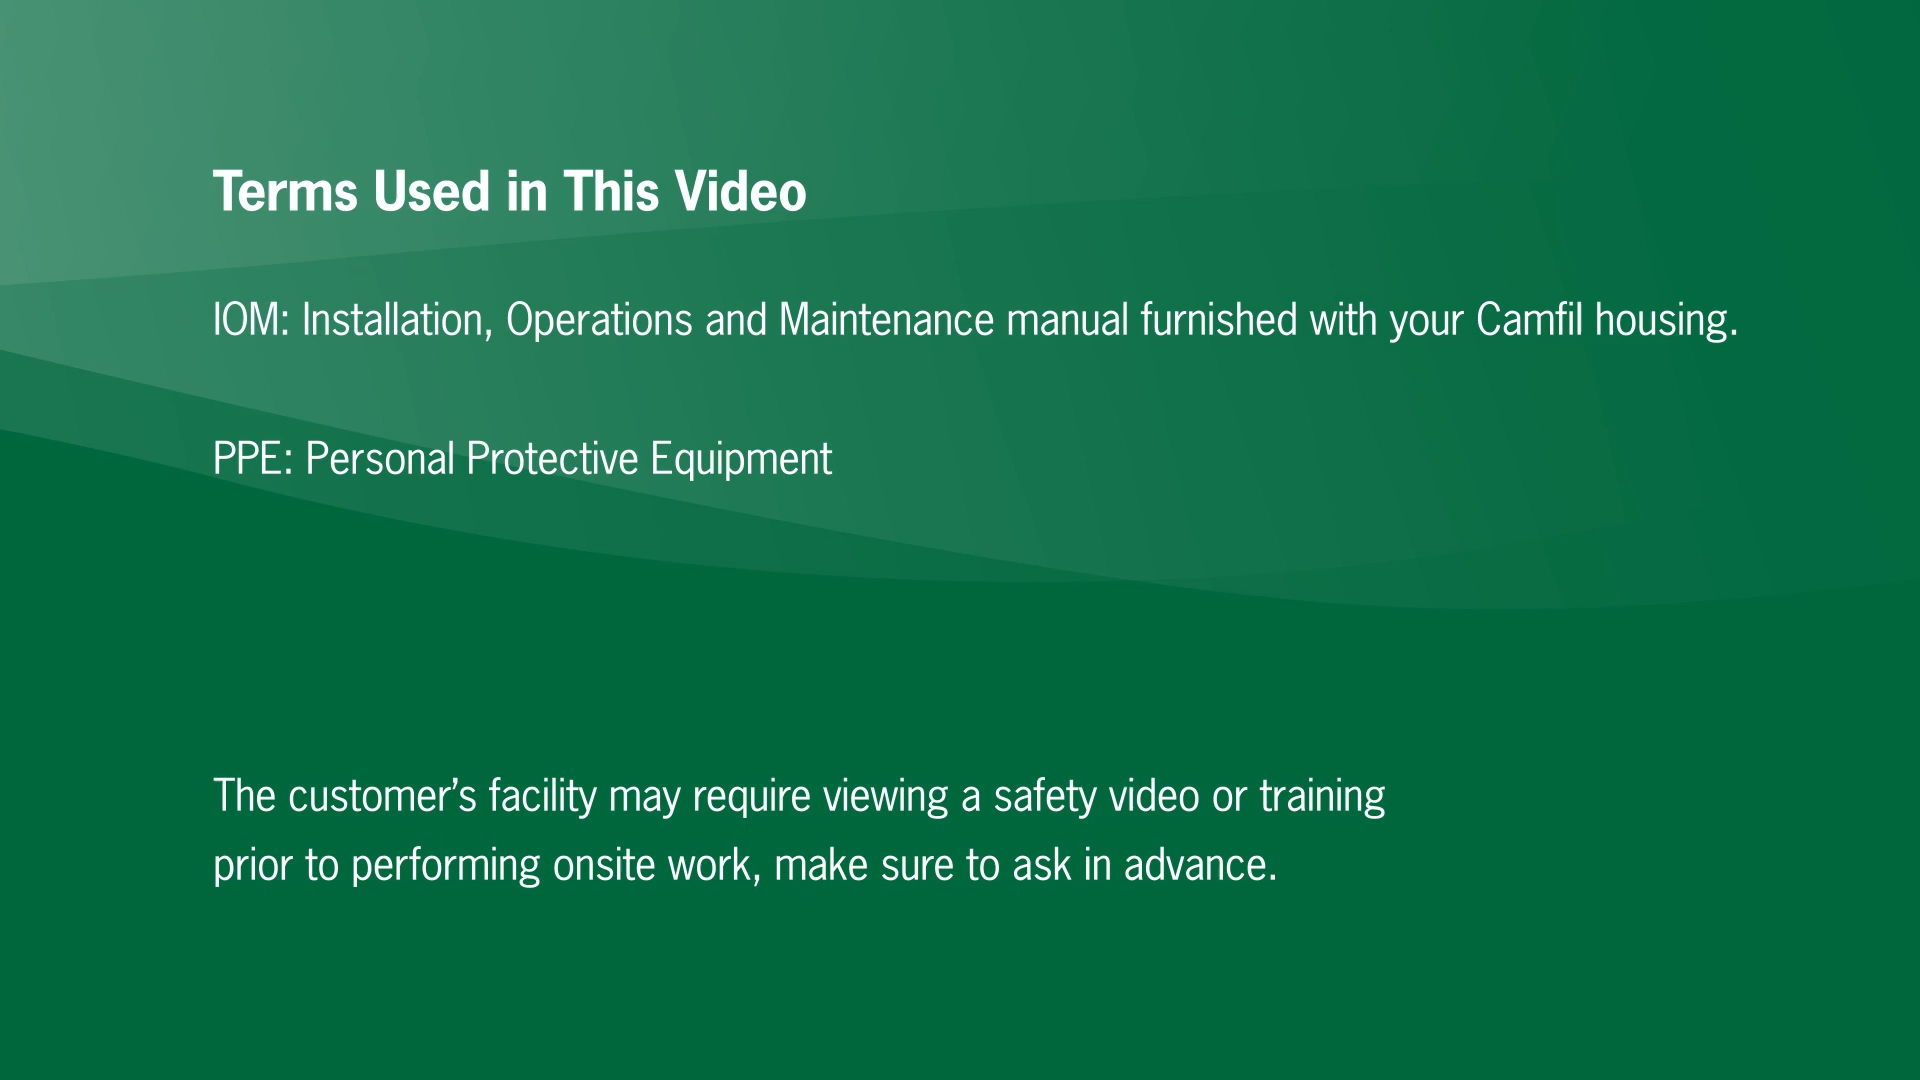 Terms Used in This Video
IOM: Installation, Operations and Maintenance manual furnished with your Camfil housing.
PPE: Personal Protective Equipment
The customer’s facility may require viewing a safety video or training
prior to performing onsite work, make sure to ask in advance.